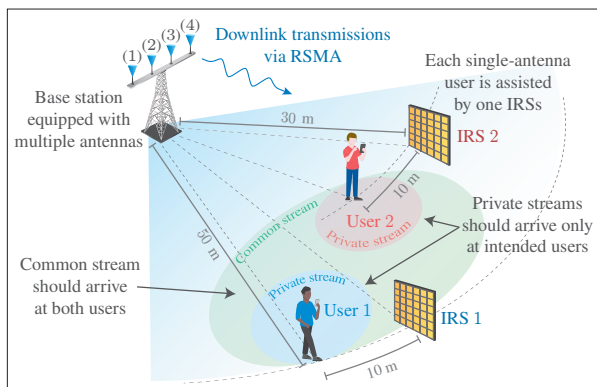 (1)
(2)
(3)
(4)
Downlink transmissions
via RSMA
Base station
equipped with
multiple antennas
Each single-antenna
user is assisted
by one IRSs
30 m
IRS 2
10 m
50 m
Common stream
User 2
Private stream
Private streams
should arrive only
at intended users
Common stream
should arrive
at both users
Private stream
User 1
IRS 1
10 m